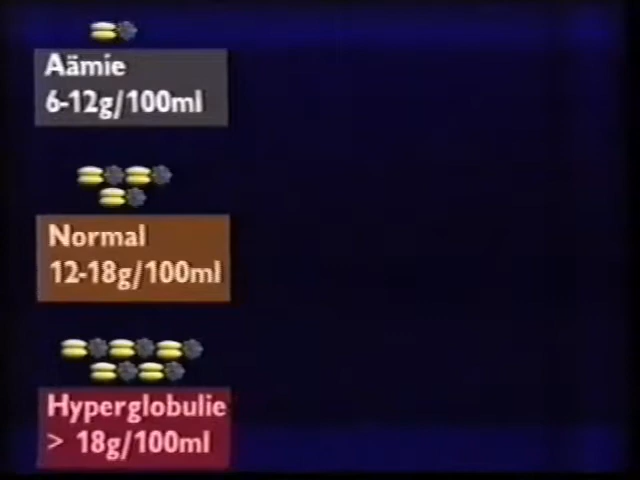 Aämie
6-12g/100ml
Normal
12-18g/100ml
Hyperglobulie
> 18g/100ml